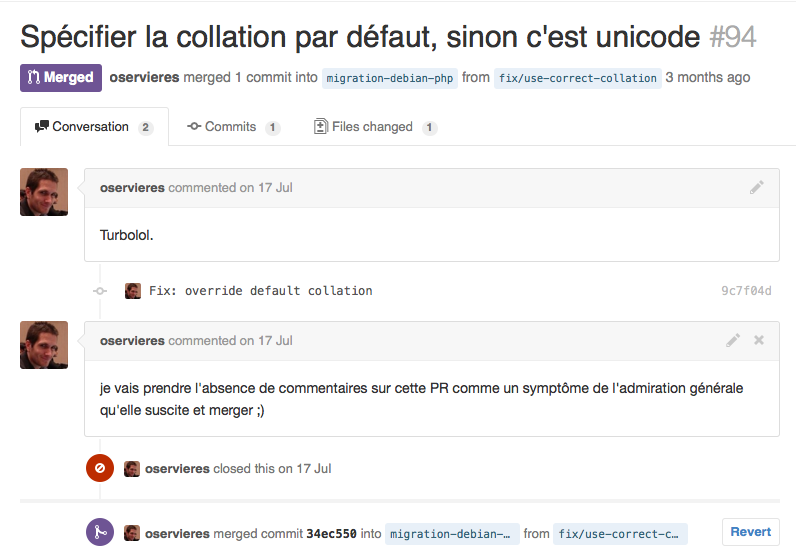 Spécifier la collation par défaut, sinon c'est unicode #94
Merged oservieres merged 1 commit into migration-debian-php from fix/use-correct-collation 3 months ago
Conversation 2 Commits 1 Files changed 1
oservieres commented on 17 Jul
Turbolol.
Fix: override default collation 9c7f04d
oservieres commented on 17 Jul
je vais prendre l'absence de commentaires sur cette PR comme un symptôme de l'admiration générale
qu'elle suscite et merger ;)
oservieres closed this on 17 Jul
oservieres merged commit 34ec550 into migration-debian-… from fix/use-correct-c… Revert